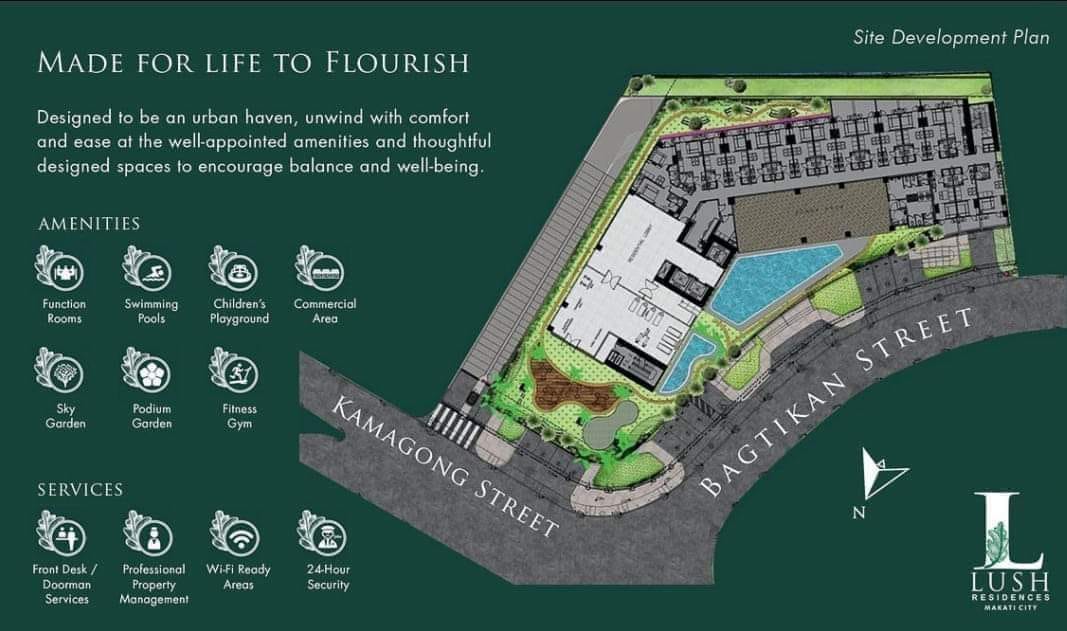 Site Development Plan
MADE FOR LIFE TO FLOURISH
Designed to be an urban haven, unwind with comfort
and ease at the well-appointed amenities and thoughtful
designed spaces to encourage balance and well-being.
AMENITIES
Function
Rooms
Swimming
Pools
Children's
Playground
Commercial
Area
Sky
Garden
Podium
Garden
Fitness
Gym
SERVICES
Front Desk /
Doorman
Services
Professional
Property
Management
Wi-Fi Ready
Areas
24-Hour
Security
RESIDENTIAL LOBBY
KAMAGONG STREET
BAGTIKAN STREET
N
L
LUSH
RESIDENCES
MAKATI CITY